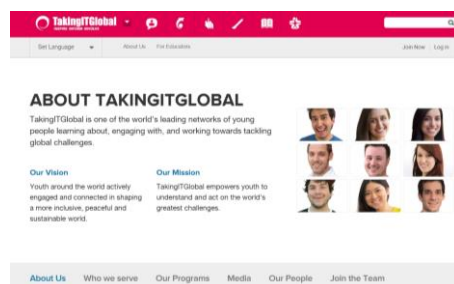 TakingITGlobal
Set Language
About Us For Educators
Join Now Log in
ABOUT TAKINGITGLOBAL
TakingITGlobal is one of the world's leading networks of young
people learning about, engaging with, and working towards tackling
global challenges.
Our Vision
Youth around the world actively
engaged and connected in shaping
a more inclusive, peaceful and
sustainable world.
Our Mission
TakingITGlobal empowers youth to
understand and act on the world's
greatest challenges.
About Us Who we serve Our Programs Media Our People Join the Team